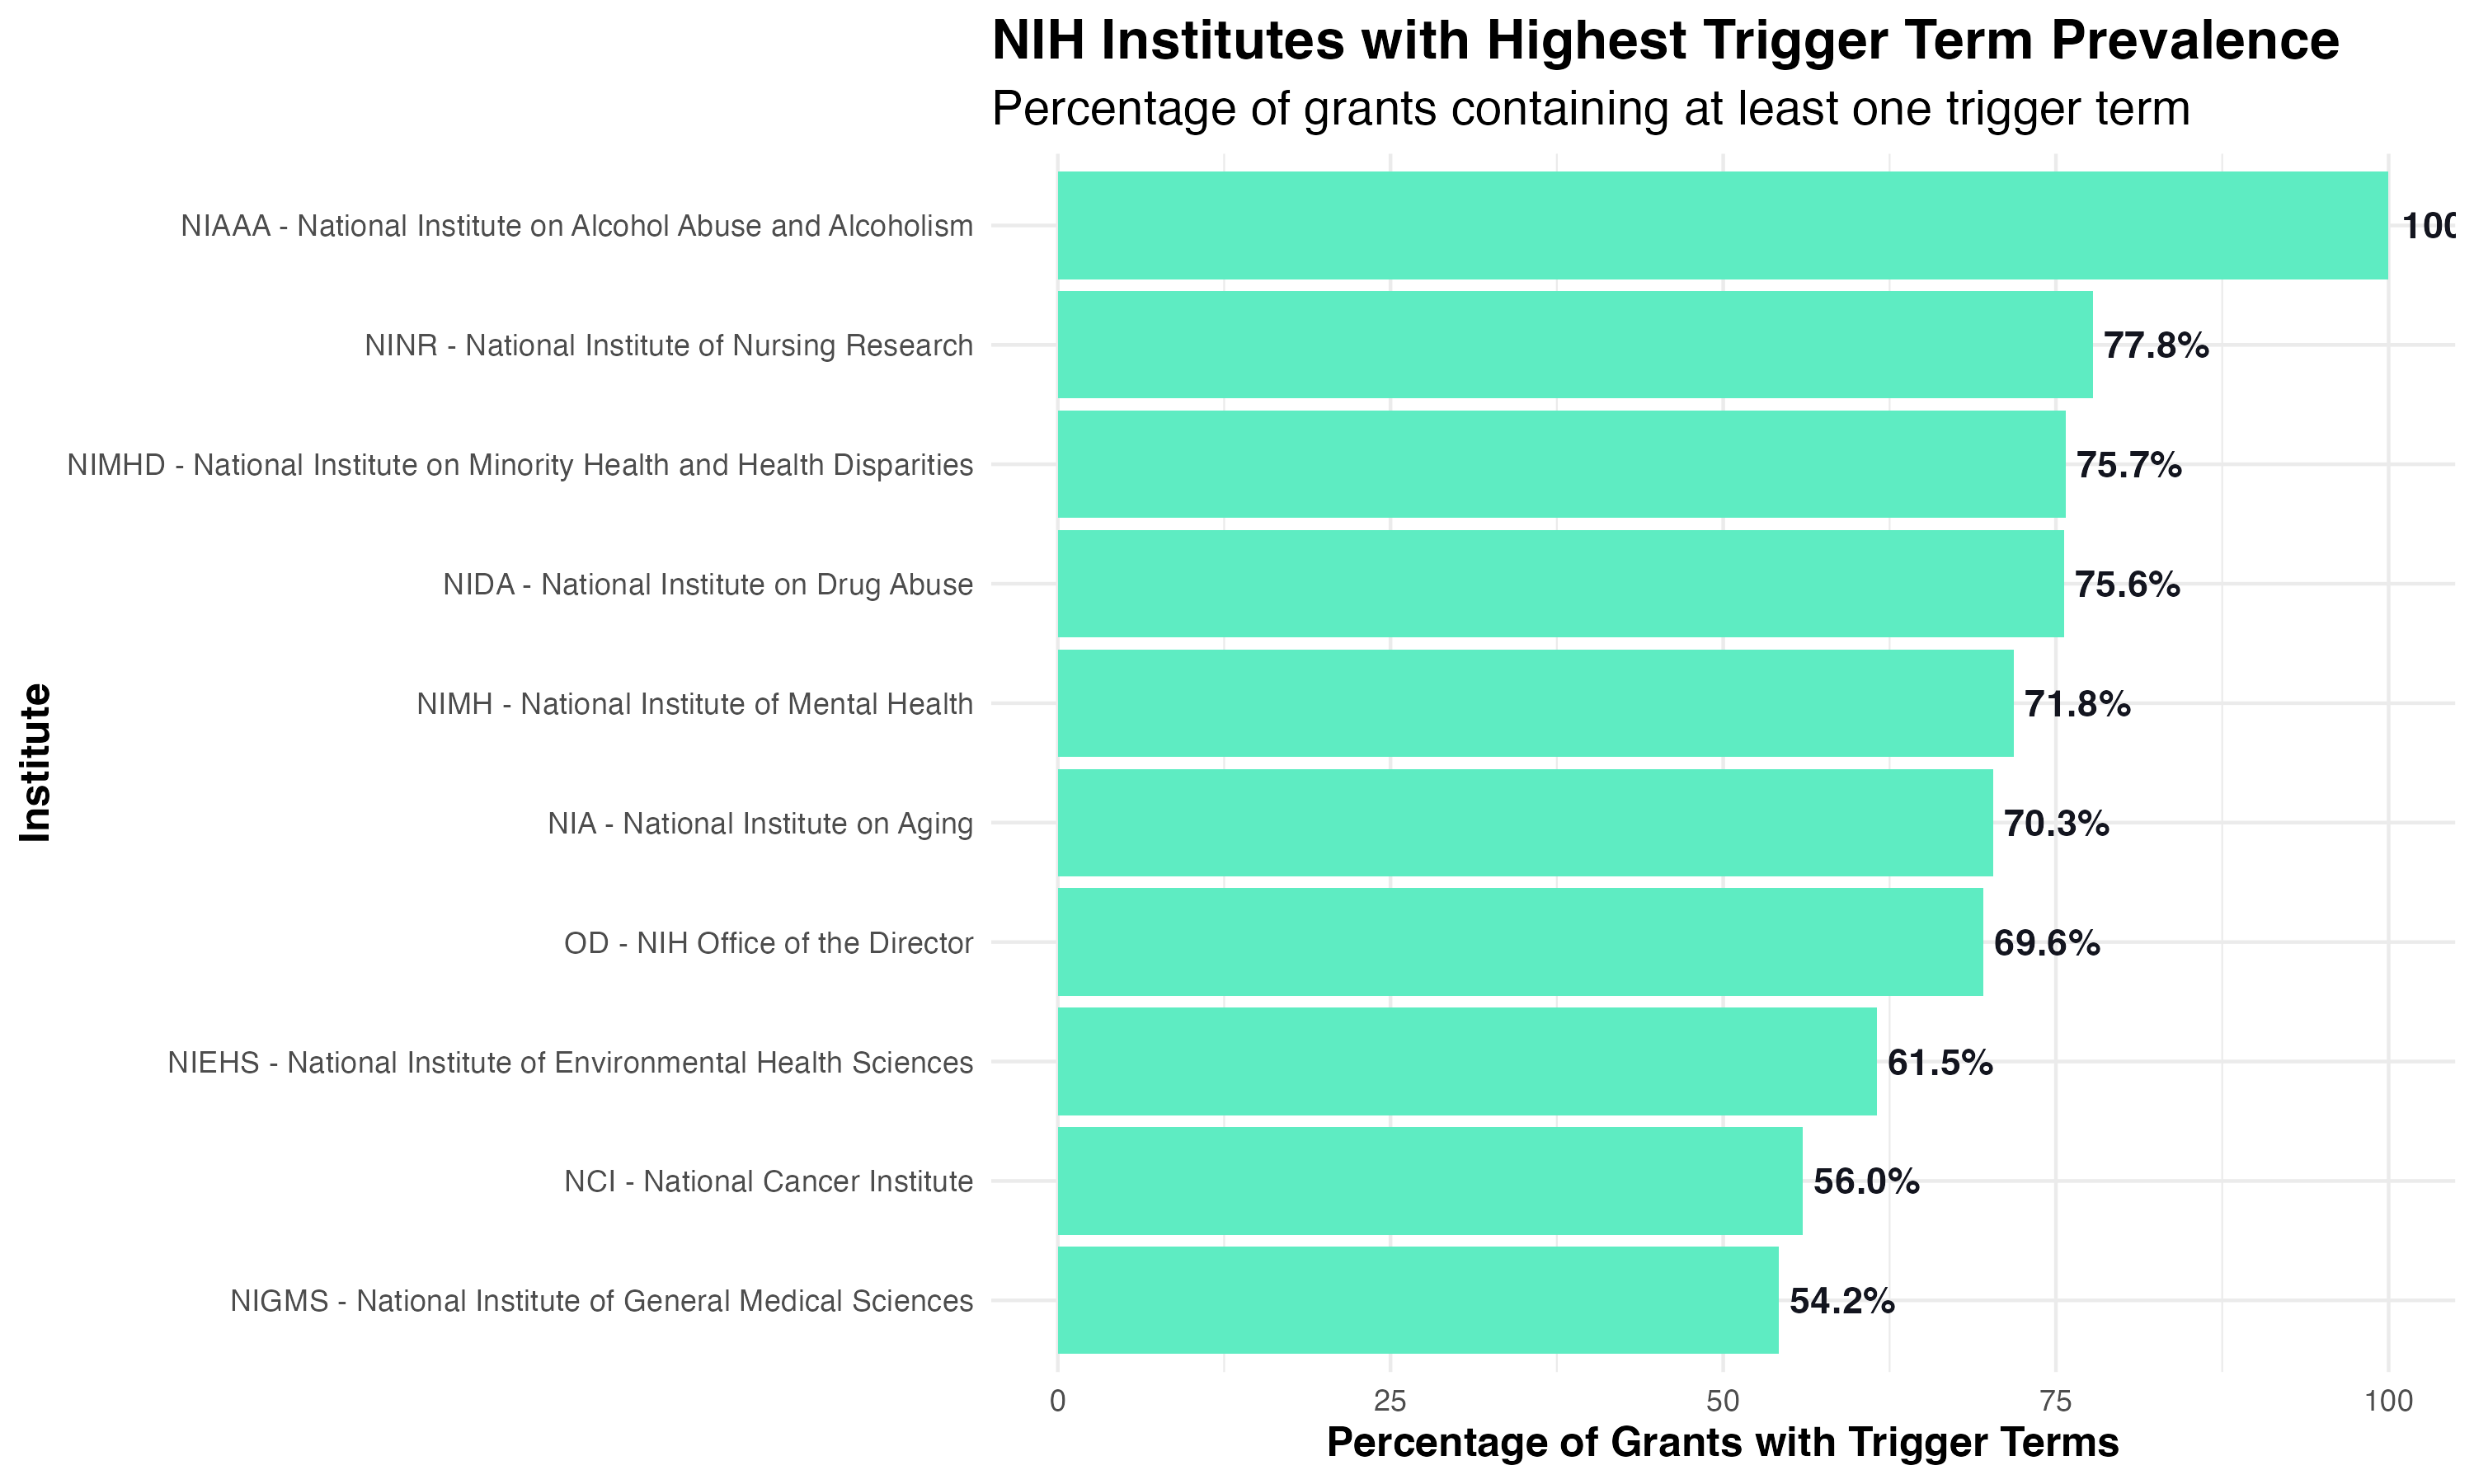 NIH Institutes with Highest Trigger Term Prevalence
Percentage of grants containing at least one trigger term
Institute
NIAAA - National Institute on Alcohol Abuse and Alcoholism 100
NINR - National Institute of Nursing Research 77.8%
NIMHD - National Institute on Minority Health and Health Disparities 75.7%
NIDA - National Institute on Drug Abuse 75.6%
NIMH - National Institute of Mental Health 71.8%
NIA - National Institute on Aging 70.3%
OD - NIH Office of the Director 69.6%
NIEHS - National Institute of Environmental Health Sciences 61.5%
NCI - National Cancer Institute 56.0%
NIGMS - National Institute of General Medical Sciences 54.2%
0 25 50 75 100
Percentage of Grants with Trigger Terms